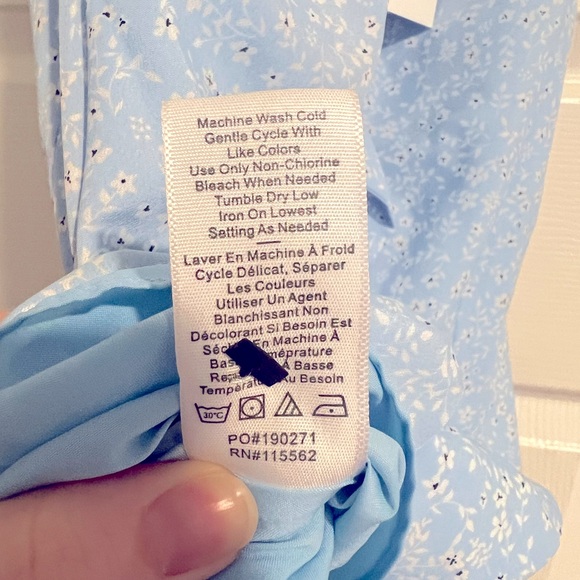 Machine Wash Cold
Gentle Cycle With
Like Colors
Use Only Non-Chlorine
Bleach When Needed
Tumble Dry Low
Iron On Lowest
Setting As Needed
Laver En Machine À Froid
Cycle Délicat, Séparer
Les Couleurs
Utiliser Un Agent
Blanchissant Non
Décolorant Si Besoin Est
En Machine À
À Basse
Au Besoin
30°C
PO#190271
RN#115562